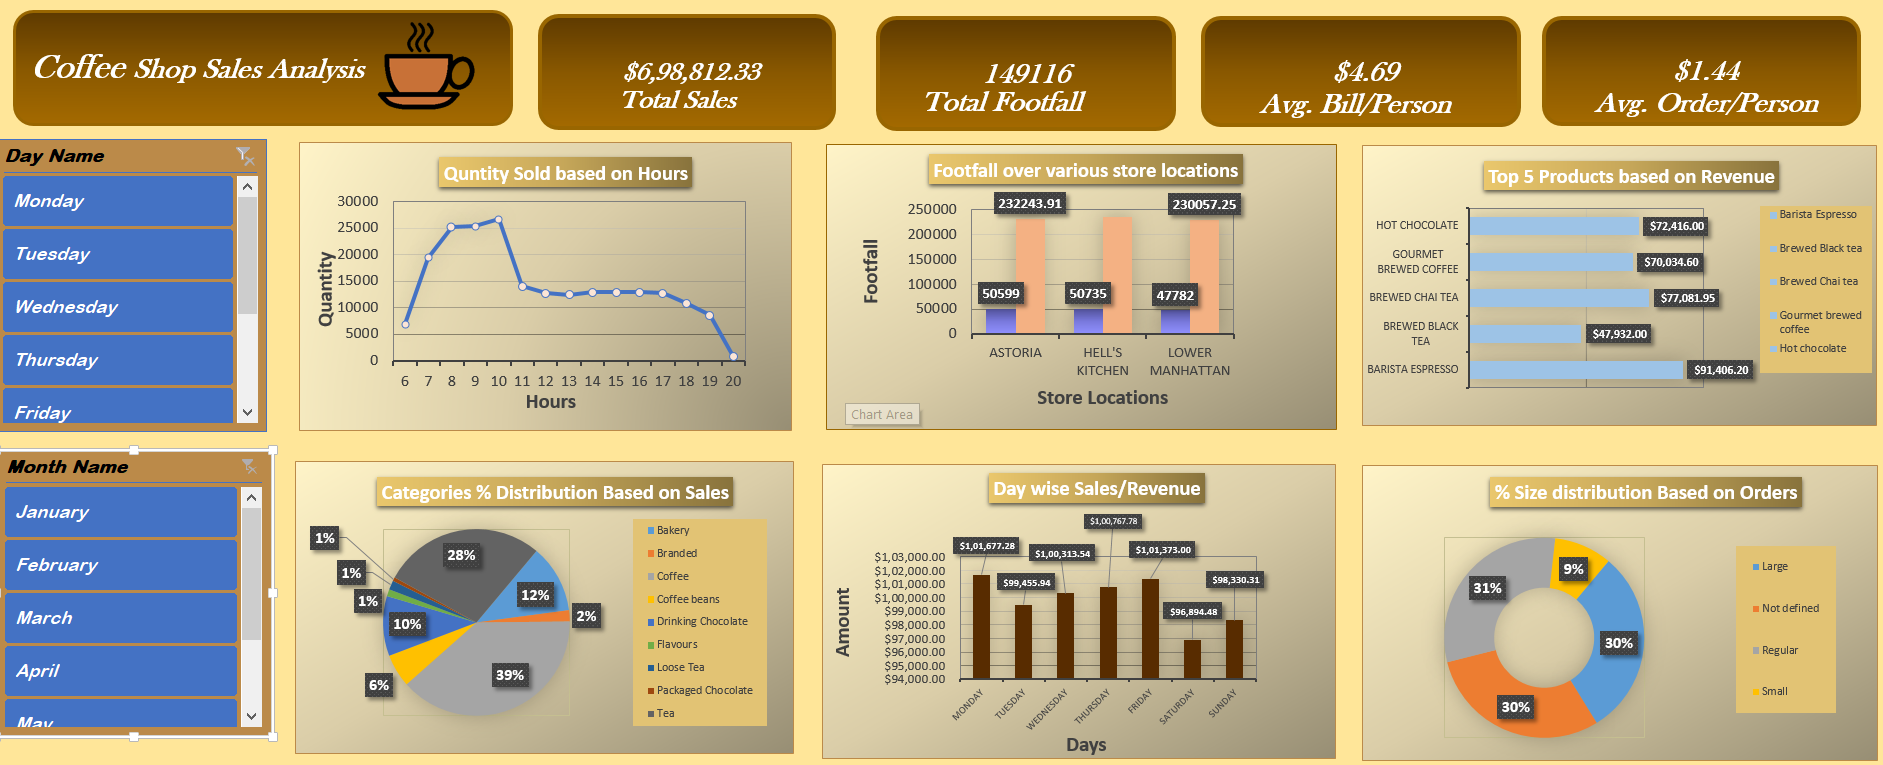 Coffee Shop Sales Analysis
$6,98,812.33
Total Sales
149116
Total Footfall
$4.69
Avg. Bill/Person
$1.44
Avg. Order/Person
Day Name
Monday
Tuesday
Wednesday
Thursday
Friday
Quntity Sold based on Hours
Quantity
30000
25000
20000
15000
10000
5000
0
6 7 8 9 10 11 12 13 14 15 16 17 18 19 20
Hours
Footfall over various store locations
Footfall
250000
200000
150000
100000
50000
0
232243.91
230057.25
50599
50735
47782
ASTORIA
HELL'S
KITCHEN
LOWER
MANHATTAN
Store Locations
Chart Area
Top 5 Products based on Revenue
HOT CHOCOLATE
$72,416.00
GOURMET
BREWED COFFEE
$70,034.60
BREWED CHAI TEA
$77,081.95
BREWED BLACK
TEA
$47,932.00
BARISTA ESPRESSO
$91,406.20
Barista Espresso
Brewed Black tea
Brewed Chai tea
Gourmet brewed
coffee
Hot chocolate
Month Name
January
February
March
April
May
Categories % Distribution Based on Sales
1%
1%
1%
28%
12%
2%
10%
6%
39%
Bakery
Branded
Coffee
Coffee beans
Drinking Chocolate
Flavours
Loose Tea
Packaged Chocolate
Tea
Day wise Sales/Revenue
Amount
$1,03,000.00
$1,02,000.00
$1,01,000.00
$1,00,000.00
$99,000.00
$98,000.00
$97,000.00
$96,000.00
$95,000.00
$94,000.00
$1,01,677.28
$99,455.94
$1,00,313.54
$1,00,767.78
$1,01,373.00
$96,894.48
$98,330.31
MONDAY
TUESDAY
WEDNESDAY
THURSDAY
FRIDAY
SATURDAY
SUNDAY
Days
% Size distribution Based on Orders
9%
31%
30%
30%
Large
Not defined
Regular
Small